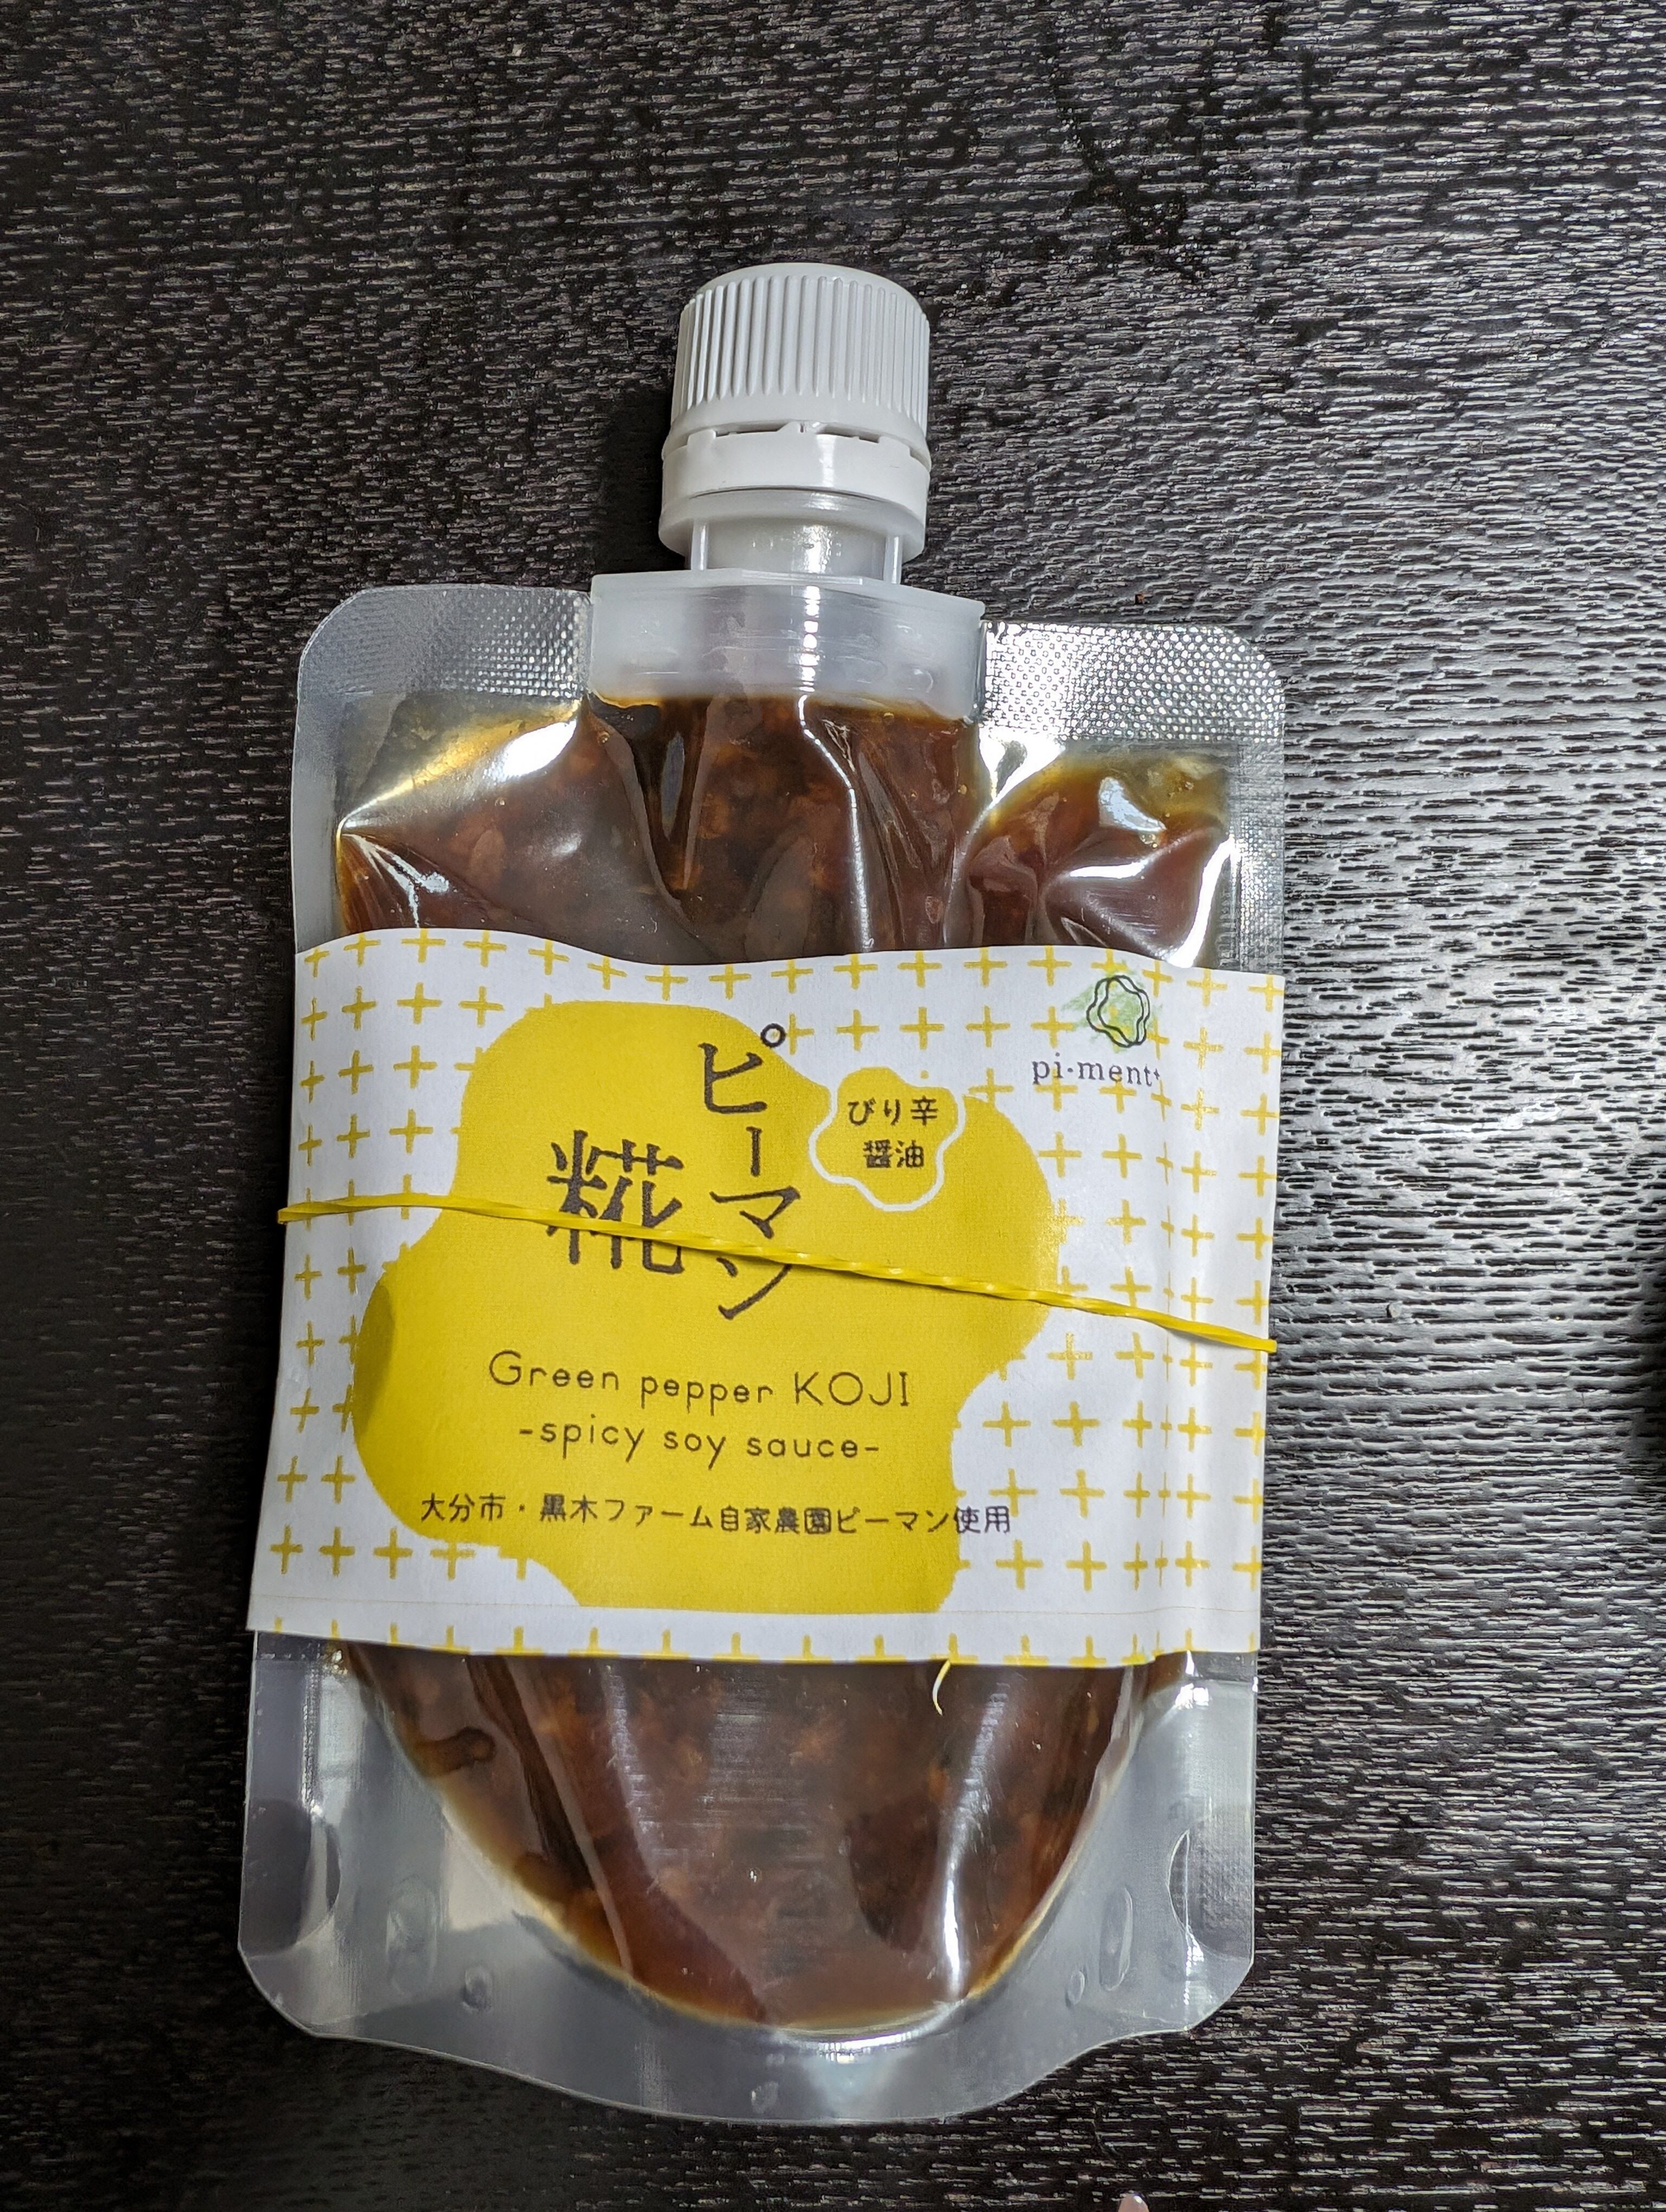 pi·ment+
ピーマン
糀
ぴり辛
醤油
Green pepper KOJI
-spicy soy sauce-
大分市・黒木ファーム自家農園ピーマン使用